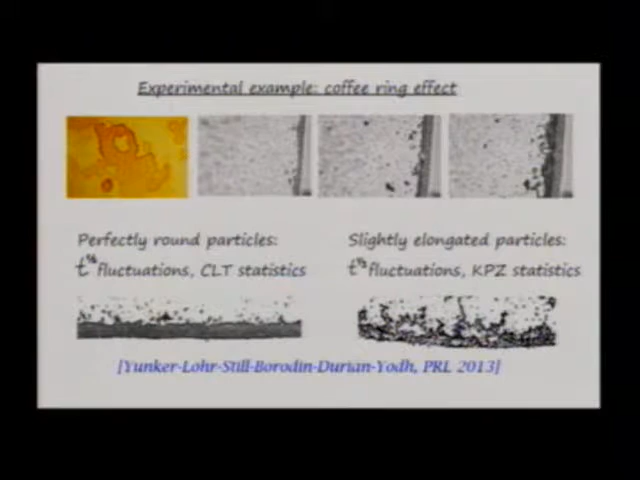 Experimental example: coffee ring effect
Perfectly round particles:
fluctuations, CLT statistics
Slightly elongated particles:
fluctuations, KPZ statistics
[Yunker-Lohr-Still-Borodin-Durian-Yodh, PRL 2013]